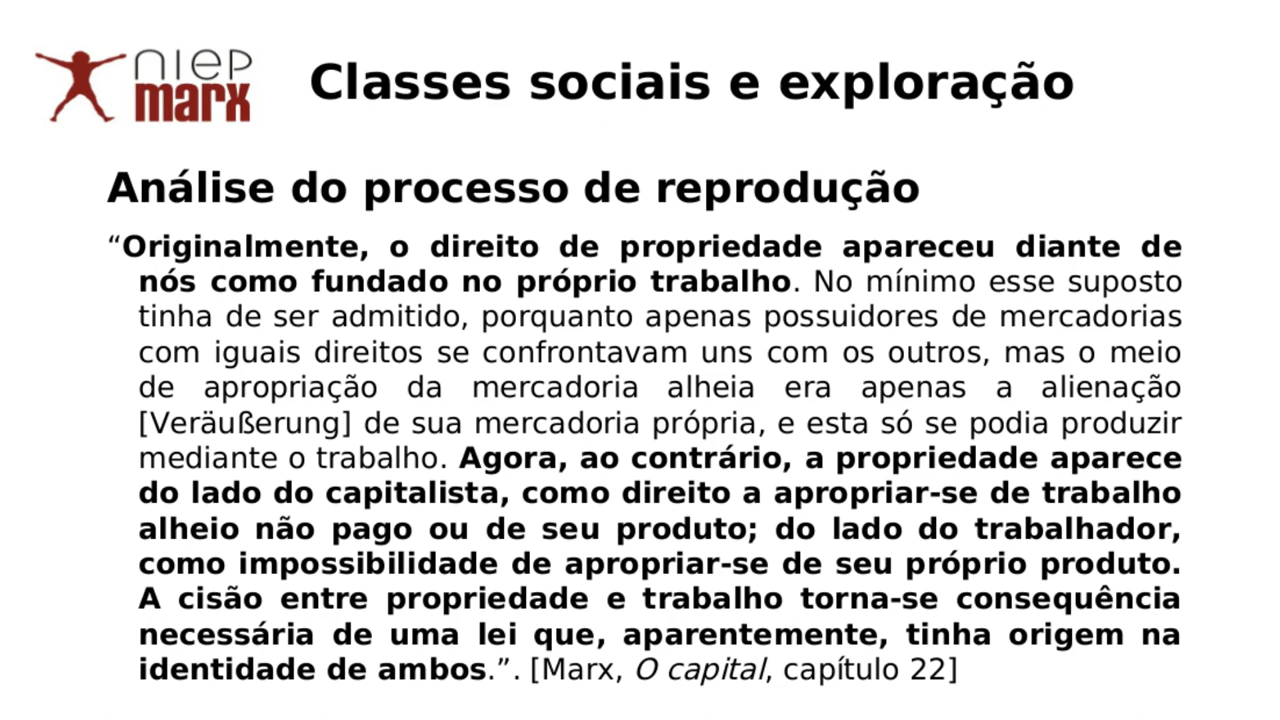 niep
marx
Classes sociais e exploração
Análise do processo de reprodução
“Originalmente, o direito de propriedade apareceu diante de
nós como fundado no próprio trabalho. No mínimo esse suposto
tinha de ser admitido, porquanto apenas possuidores de mercadorias
com iguais direitos se confrontavam uns com os outros, mas o meio
de apropriação da mercadoria alheia era apenas a alienação
[Veräußerung] de sua mercadoria própria, e esta só se podia produzir
mediante o trabalho. Agora, ao contrário, a propriedade aparece
do lado do capitalista, como direito a apropriar-se de trabalho
alheio não pago ou de seu produto; do lado do trabalhador,
como impossibilidade de apropriar-se de seu próprio produto.
A cisão entre propriedade e trabalho torna-se consequência
necessária de uma lei que, aparentemente, tinha origem na
identidade de ambos.”. [Marx, O capital, capítulo 22]